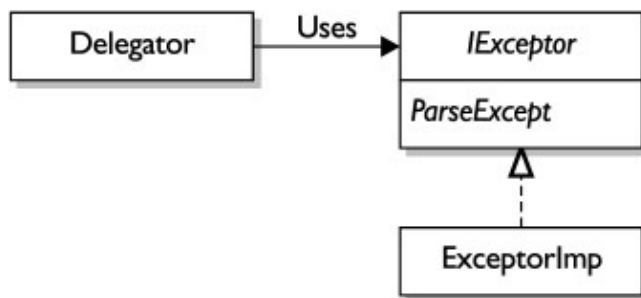 Delegator
Uses
IExceptor
ParseExcept
ExceptorImp